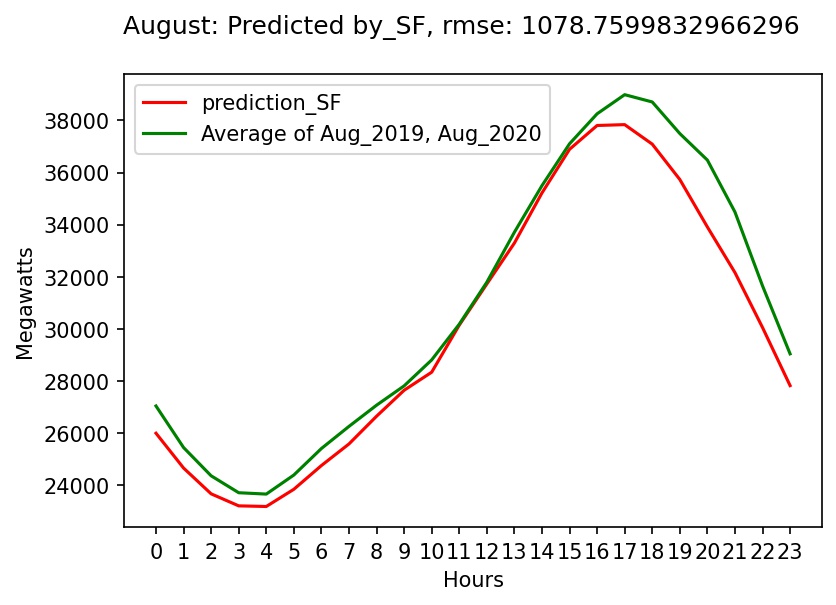 August: Predicted by_SF, rmse: 1078.7599832966296
prediction_SF
Average of Aug_2019, Aug_2020
Megawatts
38000
36000
34000
32000
30000
28000
26000
24000
0 1 2 3 4 5 6 7 8 9 10 11 12 13 14 15 16 17 18 19 20 21 22 23
Hours